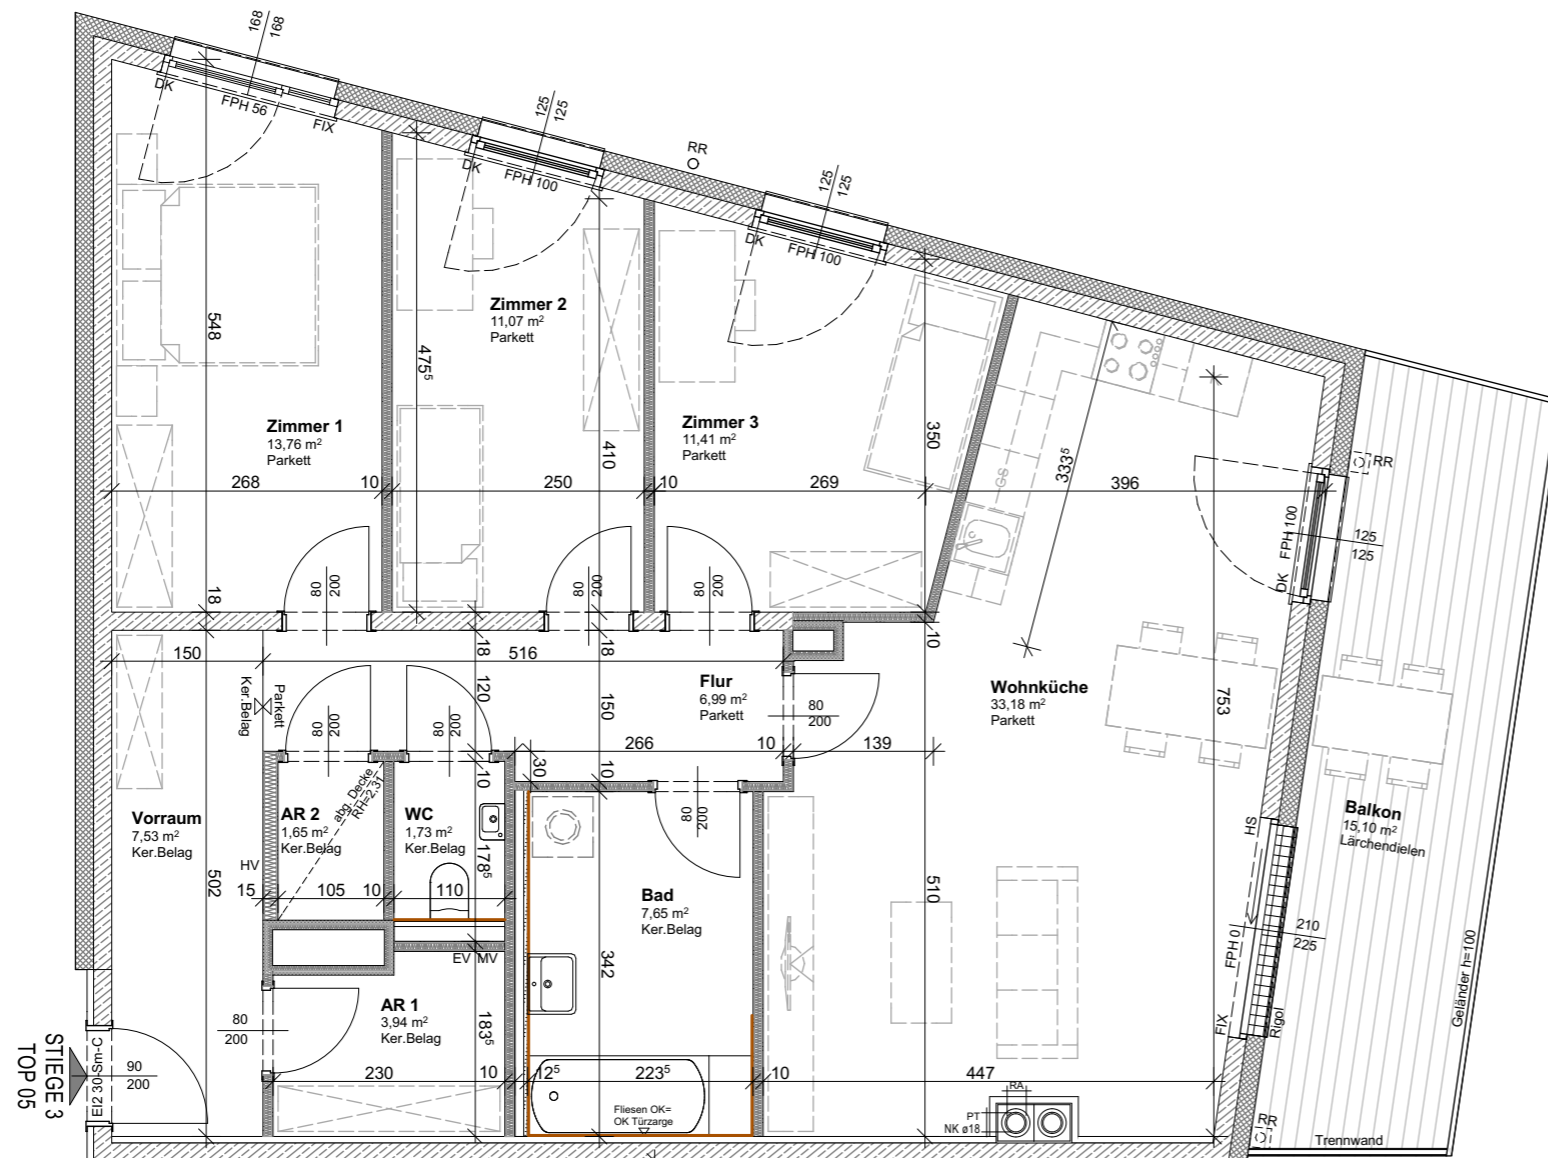 168
168
DK
FPH 56
FIX
125
125
DK
FPH 100
RR
125
125
DK
FPH 100
548
475⁵
Zimmer 2
11,07 m²
Parkett
Zimmer 1
13,76 m²
Parkett
Zimmer 3
11,41 m²
Parkett
410
350
GS
333⁵
RR
268
10
250
10
269
396
FPH 100
DK
125
125
18
80
200
80
200
80
200
18
18
10
150
516
120
150
Parkett
Ker.Belag
Flur
6,99 m²
Parkett
Wohnküche
33,18 m²
Parkett
753
80
200
80
200
80
200
266
10
139
10
30
10
abg. Decke
RH=2,31
80
200
Vorraum
7,53 m²
Ker.Belag
AR 2
1,65 m²
Ker.Belag
WC
1,73 m²
Ker.Belag
178⁵
Balkon
15,10 m²
Lärchendielen
HS
HV
502
15
105
10
110
Bad
7,65 m²
Ker.Belag
510
210
225
FPH 0
342
EV
MV
AR 1
3,94 m²
Ker.Belag
183⁵
FIX
Rigol
Geländer h=100
80
200
STIEGE 3
TOP 05
EI2 30-Sm-C
90
200
230
10
12⁵
223⁵
10
447
Fliesen OK=
OK Türzarge
RA
PT
NK ø18
RR
Trennwand